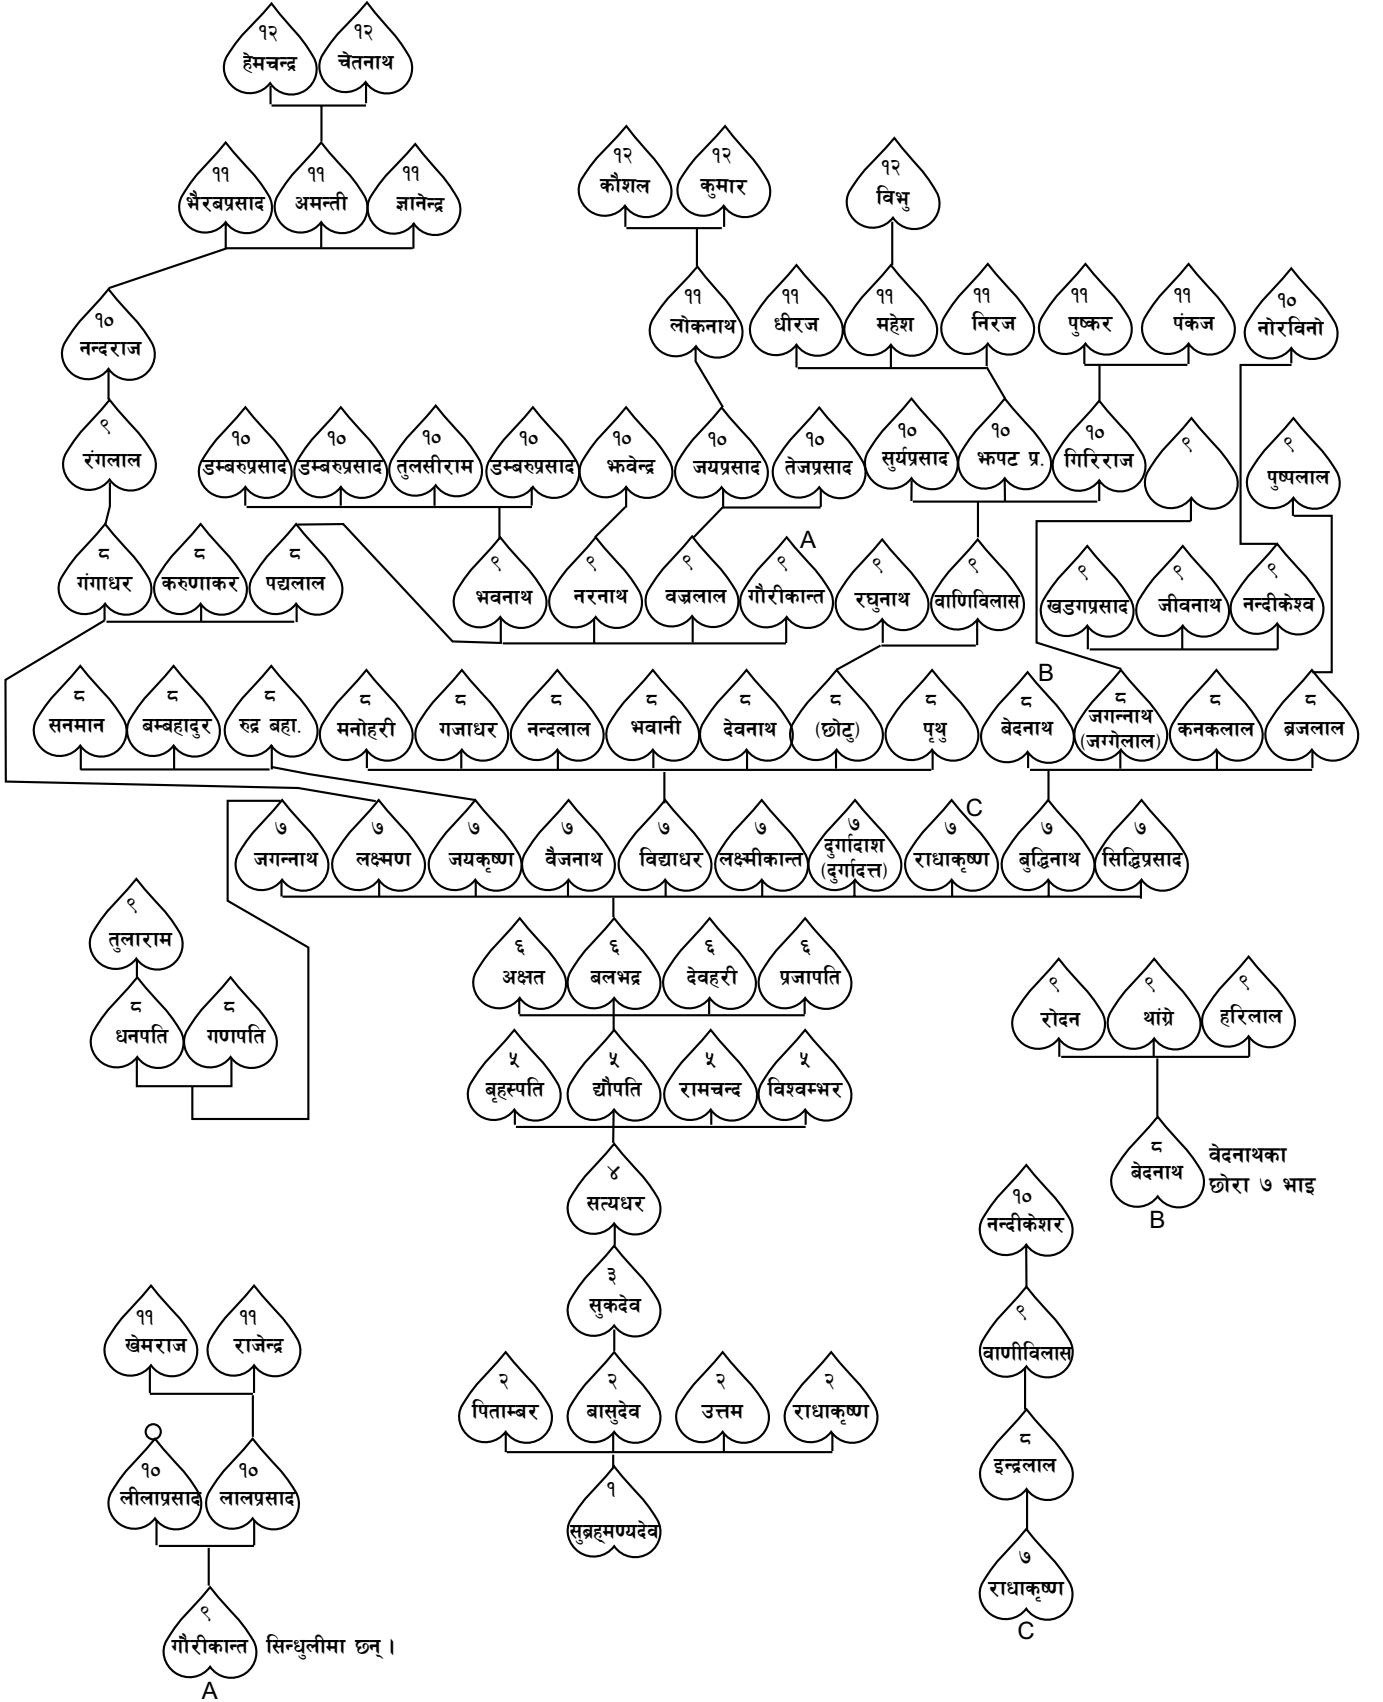 १२ १२
हेमचन्द्र चेतनाथ
११ ११ ११
भैरबप्रसाद अमन्ती ज्ञानेन्द्र
१२ १२ १२
कौशल कुमार विभु
१० ११ ११ ११ ११ ११ ११ १०
नन्दराज लोकनाथ धीरज महेश निरज पुष्कर पंकज नोरविनो
९ १० १० १० १० १० १० १० १० १० १० ९ ९
रंगलाल डम्बरुप्रसाद डम्बरुप्रसाद तुलसीराम डम्बरुप्रसाद झवेन्द्र जयप्रसाद तेजप्रसाद सुर्यप्रसाद झपट प्र. गिरिराज पुष्पलाल
A
८ ८ ८ ९ ९ ९ ९ ९ ९ ९ ९ ९
गंगाधर करुणाकर पद्यलाल भवनाथ नरनाथ वज्रलाल गौरीकान्त रघुनाथ वाणिविलास खडगप्रसाद जीवनाथ नन्दीकेश्व
B
८ ८ ८ ८ ८ ८ ८ ८ ८ ८ ८ ८ ८ ८
सनमान बम्बहादुर रुद्र बहा. मनोहरी गजाधर नन्दलाल भवानी देवनाथ (छोटु) पृथु बेदनाथ जगन्नाथ कनकलाल ब्रजलाल
(जग्गेलाल)
C
७ ७ ७ ७ ७ ७ ७ ७ ७ ७
जगन्नाथ लक्ष्मण जयकृष्ण वैजनाथ विद्याधर लक्ष्मीकान्त दुर्गादाश राधाकृष्ण बुद्धिनाथ सिद्धिप्रसाद
(दुर्गादत्त)
९
तुलाराम
६ ६ ६ ६
अक्षत बलभद्र देवहरी प्रजापति
८ ८
धनपति गणपति
९ ९ ९
रोदन थांग्रे हरिलाल
५ ५ ५ ५
बृहस्पति द्यौपति रामचन्द विश्वम्भर
८
बेदनाथ
B
वेदनाथका
छोरा ७ भाइ
४
सत्यधर
३
सुकदेव
२ २ २ २
पिताम्बर बासुदेव उत्तम राधाकृष्ण
१
सुब्रह्मण्यदेव
१०
नन्दीकेशर
९
वाणीविलास
८
इन्द्रलाल
७
राधाकृष्ण
C
११ ११
खेमराज राजेन्द्र
१० १०
लीलाप्रसाद लालप्रसाद
९
गौरीकान्त सिन्धुलीमा छन् ।
A